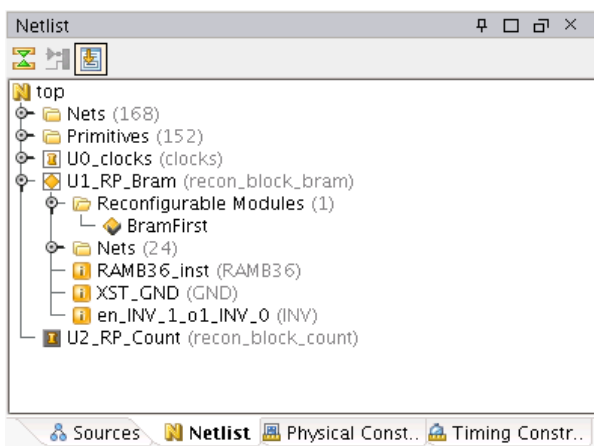 Netlist
top
Nets (168)
Primitives (152)
U0_clocks (clocks)
U1_RP_Bram (recon_block_bram)
Reconfigurable Modules (1)
BramFirst
Nets (24)
RAMB36_inst (RAMB36)
XST_GND (GND)
en_INV_1_o1_INV_0 (INV)
U2_RP_Count (recon_block_count)
Sources Netlist Physical Const.. Timing Constr..